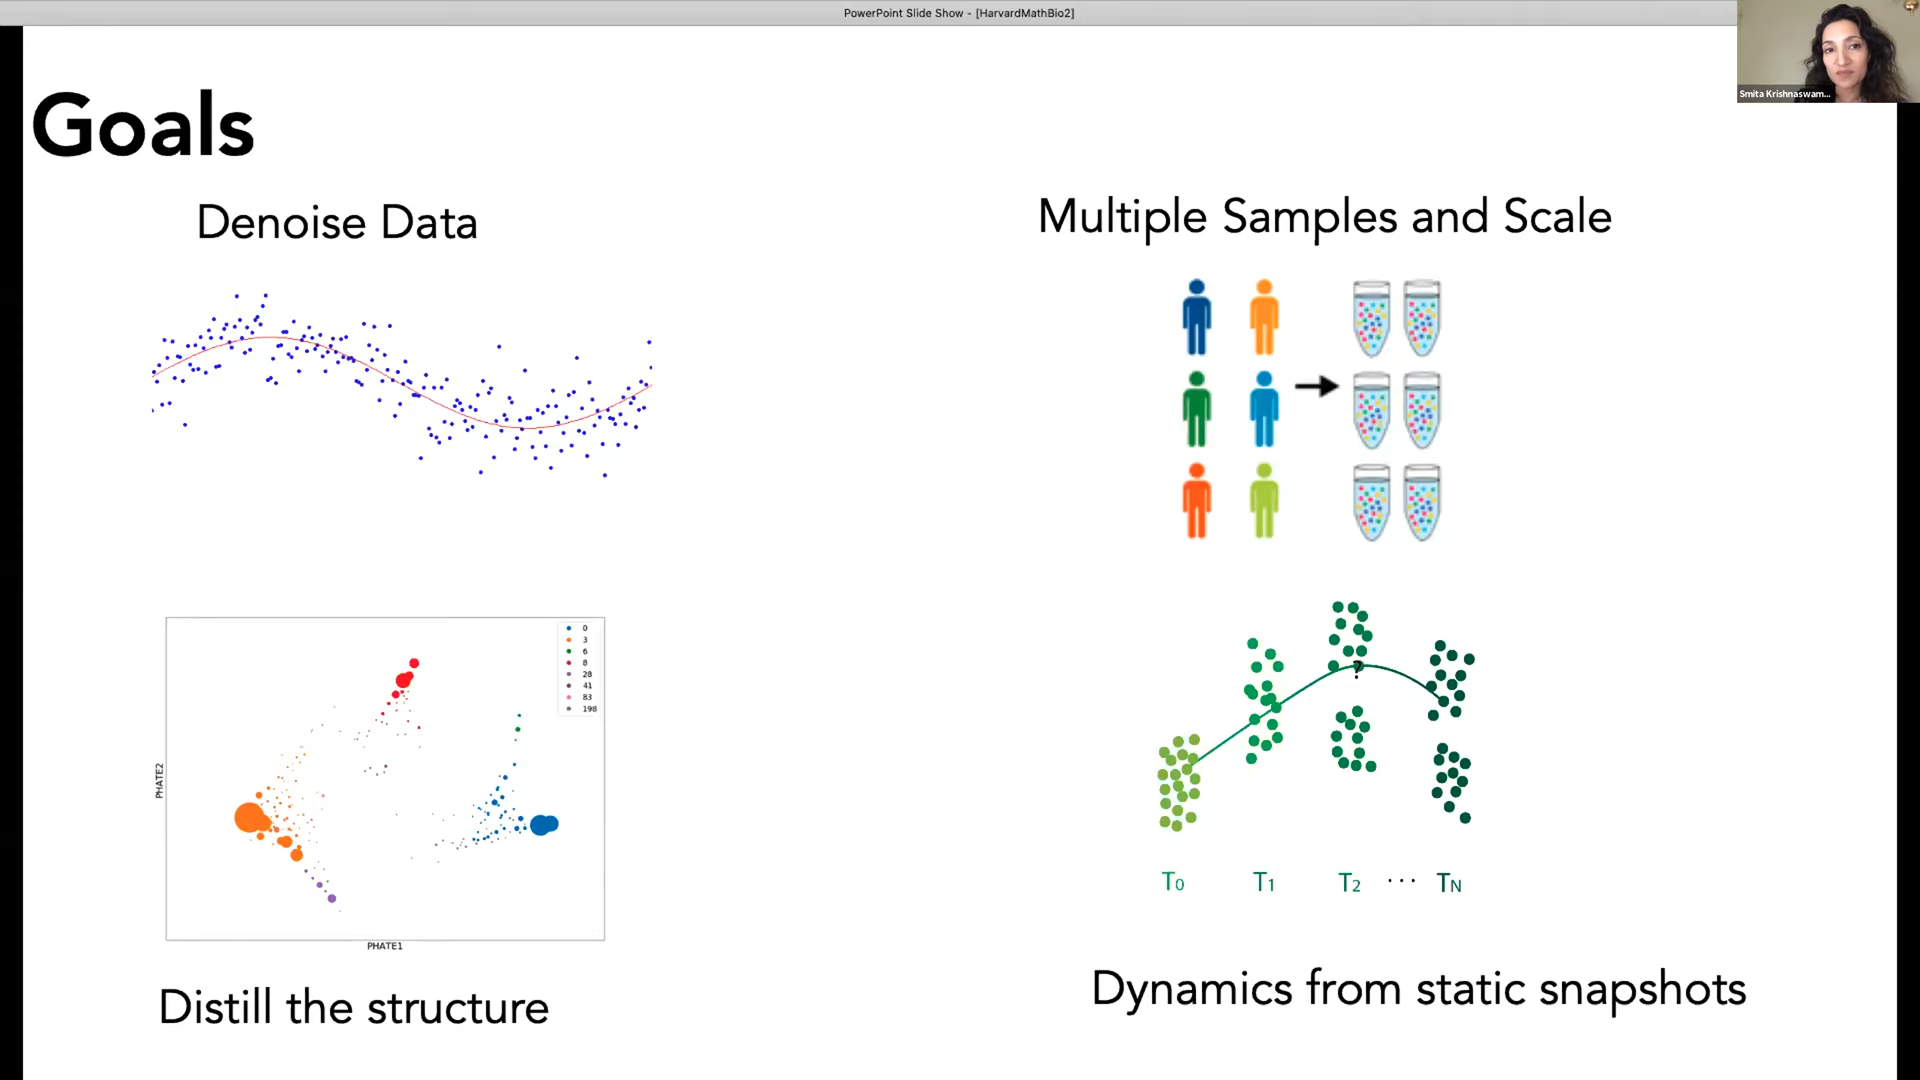 PowerPoint Slide Show - [HarvardMathBio2]
Smita Krishnaswam...
Goals
Denoise Data
Multiple Samples and Scale
0
3
6
8
28
41
83
198
PHATE2
PHATE1
?
T0 T1 T2 ... TN
Distill the structure
Dynamics from static snapshots